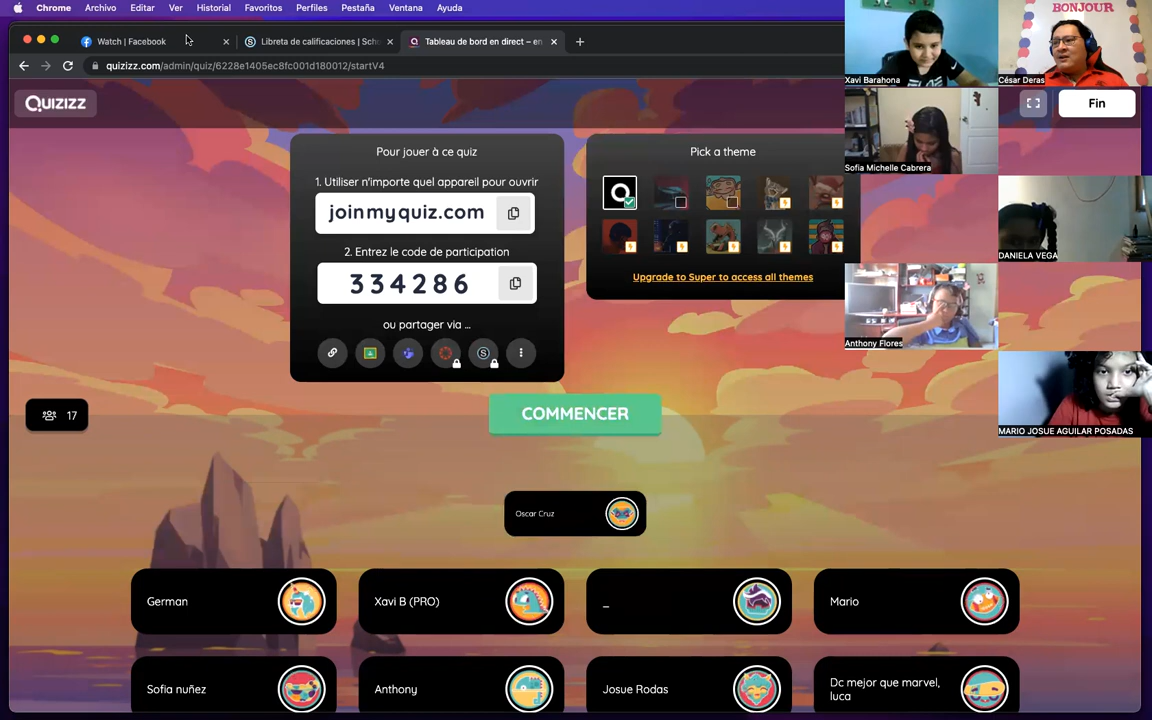 Chrome Archivo Editar Ver Historial Favoritos Perfiles Pestaña Ventana Ayuda
Watch | Facebook
Libreta de calificaciones | Scho
Tableau de bord en direct – en
quizizz.com/admin/quiz/6228e1405ec8fc001d180012/startV4
Quizizz
Fin
Pour jouer à ce quiz
1. Utiliser n'importe quel appareil pour ouvrir
joinmyquiz.com
2. Entrez le code de participation
334286
ou partager via ...
Pick a theme
Upgrade to Super to access all themes
17
COMMENCER
Oscar Cruz
German
Xavi B (PRO)
_
Mario
Sofia nuñez
Anthony
Josue Rodas
Dc mejor que marvel,
luca
BONJOUR
Xavi Barahona
César Deras
Sofia Michelle Cabrera
DANIELA VEGA
Anthony Flores
MARIO JOSUE AGUILAR POSADAS